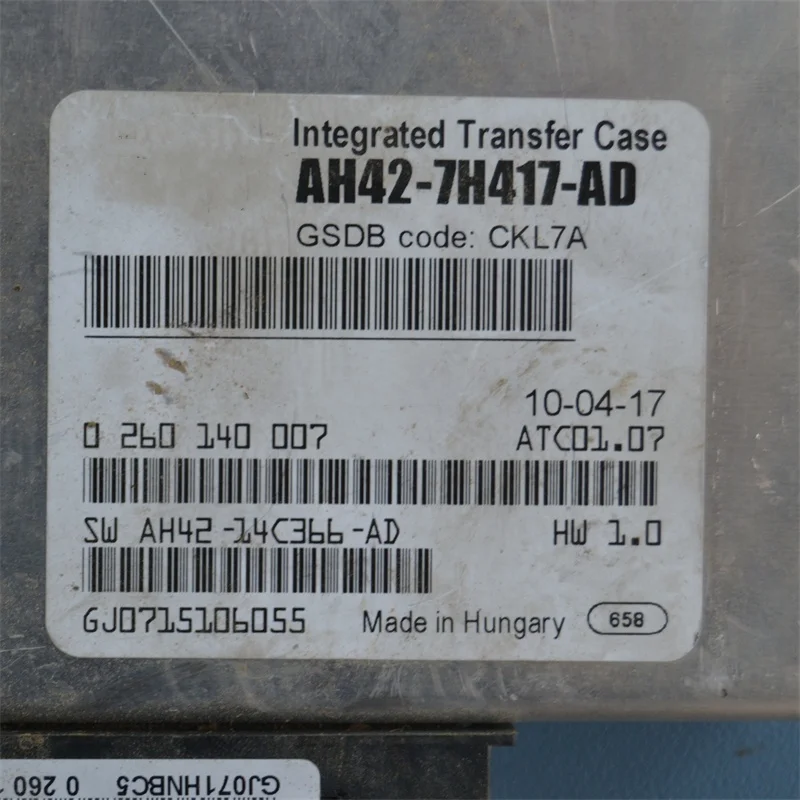 Integrated Transfer Case
AH42-7H417-AD
GSDB code: CKL7A
10-04-17
0 260 140 007 ATC01.07
SW AH42-14C366-AD HW 1.0
GJ0715106055 Made in Hungary 658
GJ071HNBC5 0 260